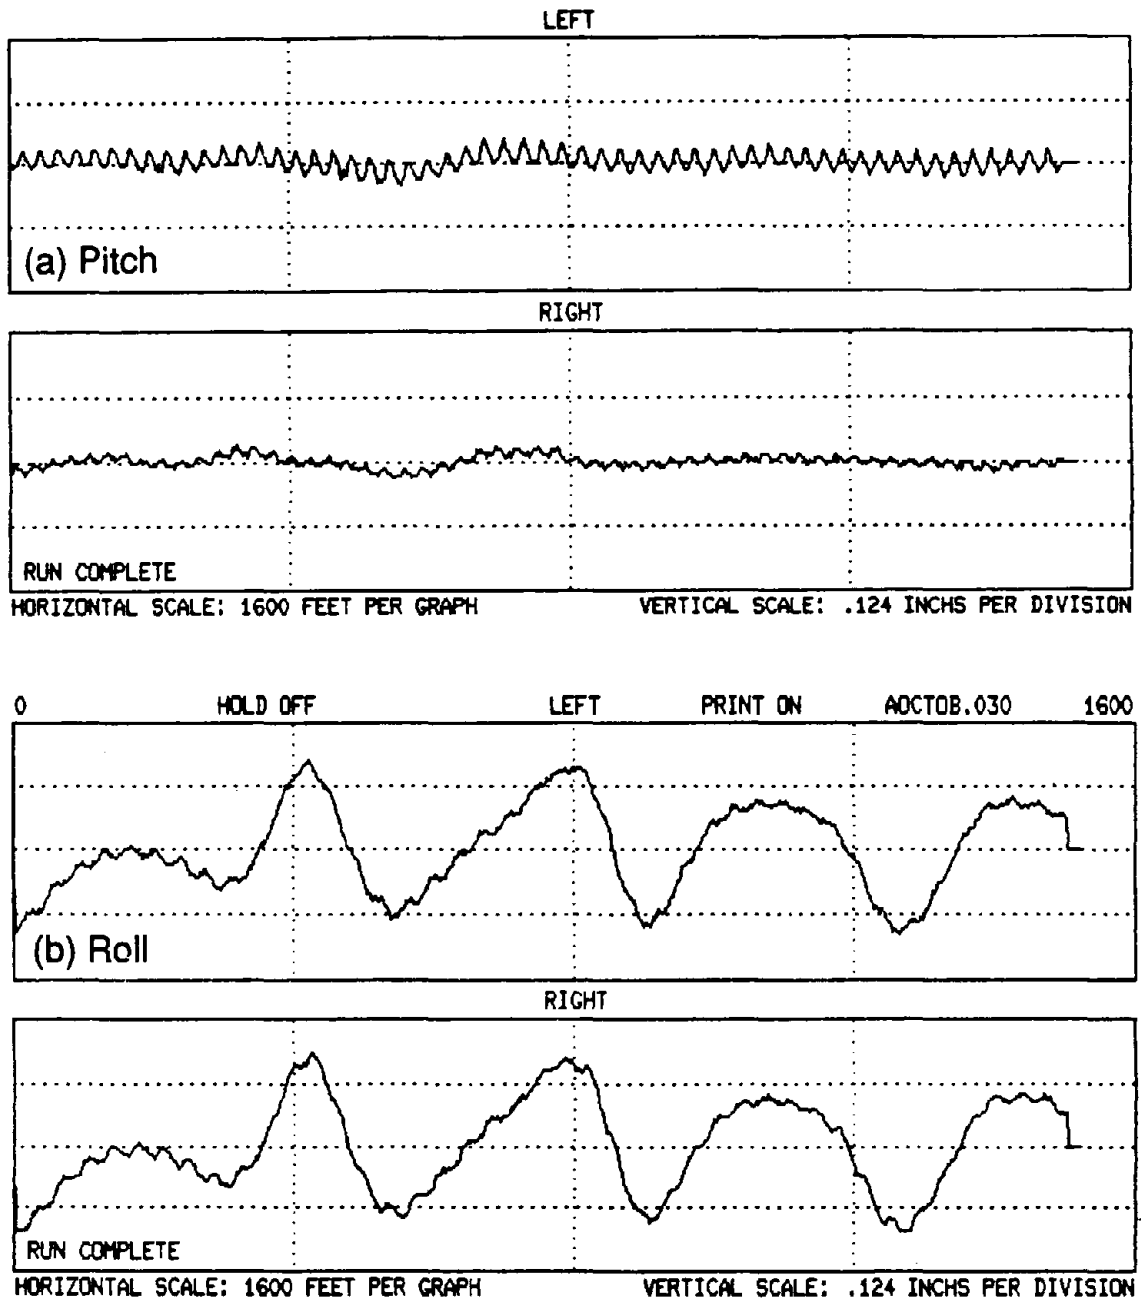 LEFT
(a) Pitch
RIGHT
RUN COMPLETE
HORIZONTAL SCALE: 1600 FEET PER GRAPH VERTICAL SCALE: .124 INCHS PER DIVISION
0 HOLD OFF LEFT PRINT ON AOCTOB.030 1600
(b) Roll
RIGHT
RUN COMPLETE
HORIZONTAL SCALE: 1600 FEET PER GRAPH VERTICAL SCALE: .124 INCHS PER DIVISION